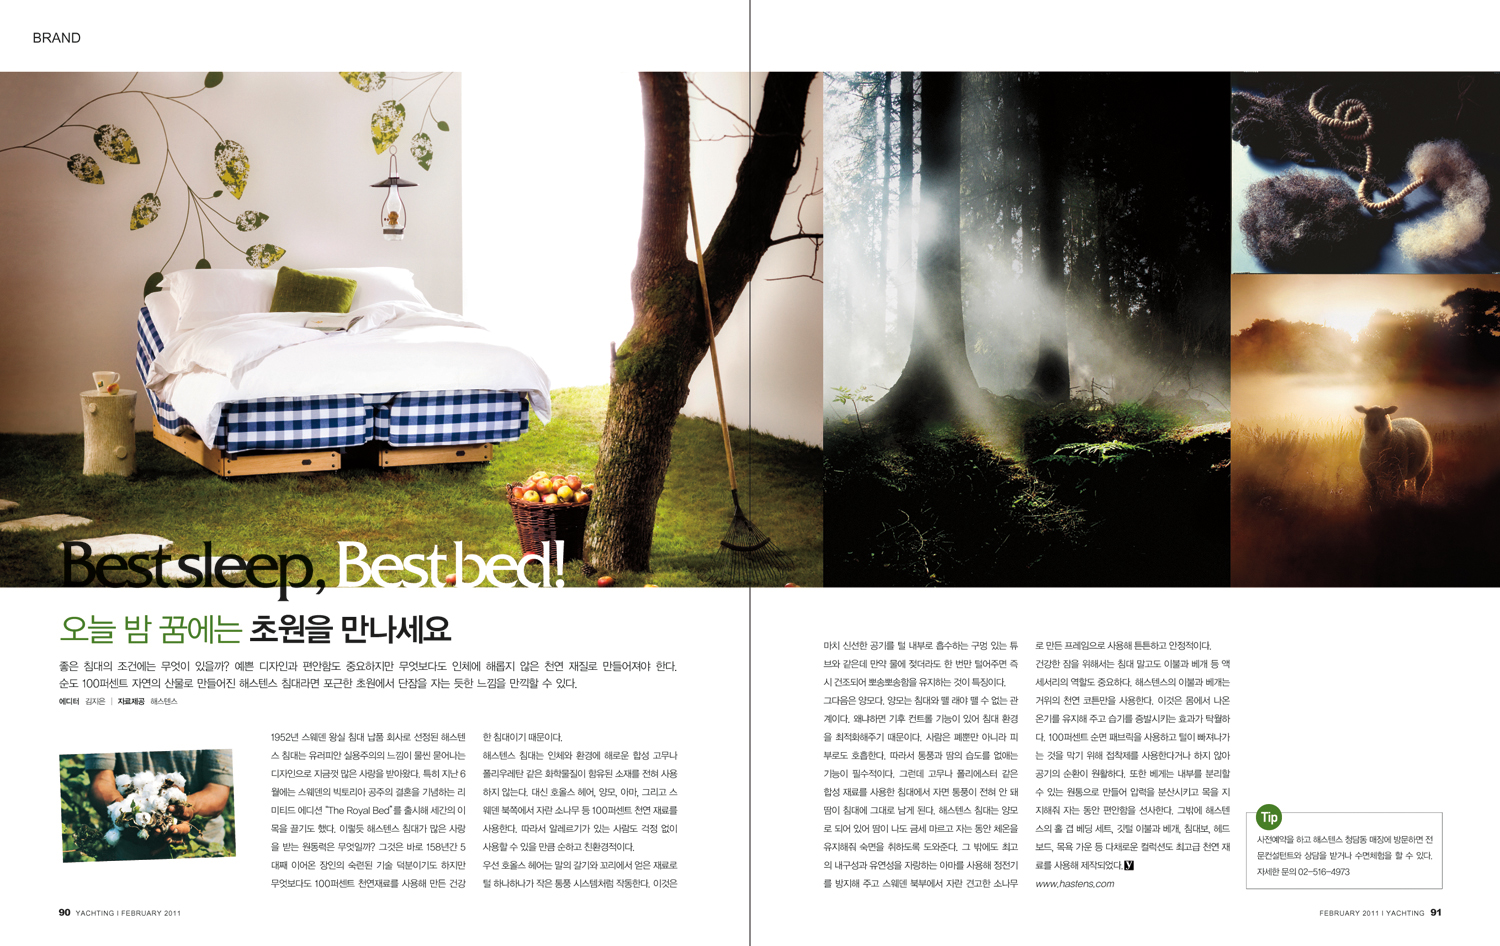 BRAND
Best sleep, Best bed!
오늘 밤 꿈에는 초원을 만나세요
좋은 침대의 조건에는 무엇이 있을까? 예쁜 디자인과 편안함도 중요하지만 무엇보다도 인체에 해롭지 않은 천연 재질로 만들어져야 한다.
순도 100퍼센트 자연의 산물로 만들어진 해스텐스 침대라면 포근한 초원에서 단잠을 자는 듯한 느낌을 만끽할 수 있다.
에디터 김지은 | 자료제공 해스텐스
1952년 스웨덴 왕실 침대 납품 회사로 선정된 해스텐
스 침대는 유러피안 실용주의의 느낌이 물씬 묻어나는
디자인으로 지금껏 많은 사랑을 받아왔다. 특히 지난 6
월에는 스웨덴의 빅토리아 공주의 결혼을 기념하는 리
미티드 에디션 “The Royal Bed”를 출시해 세간의 이
목을 끌기도 했다. 이렇듯 해스텐스 침대가 많은 사랑
을 받는 원동력은 무엇일까? 그것은 바로 158년간 5
대째 이어온 장인의 숙련된 기술 덕분이기도 하지만
무엇보다도 100퍼센트 천연재료를 사용해 만든 건강
한 침대이기 때문이다.
해스텐스 침대는 인체와 환경에 해로운 합성 고무나
폴리우레탄 같은 화학물질이 함유된 소재를 전혀 사용
하지 않는다. 대신 호올스 헤어, 양모, 아마, 그리고 스
웨덴 북쪽에서 자란 소나무 등 100퍼센트 천연 재료를
사용한다. 따라서 알레르기가 있는 사람도 걱정 없이
사용할 수 있을 만큼 순하고 친환경적이다.
우선 호올스 헤어는 말의 갈기와 꼬리에서 얻은 재료로
털 하나하나가 작은 통풍 시스템처럼 작동한다. 이것은
마치 신선한 공기를 털 내부로 흡수하는 구멍 있는 튜
브와 같은데 만약 물에 젖더라도 한 번만 털어주면 즉
시 건조되어 뽀송뽀송함을 유지하는 것이 특징이다.
그다음은 양모다. 양모는 침대와 뗄 래야 뗄 수 없는 관
계이다. 왜냐하면 기후 컨트롤 기능이 있어 침대 환경
을 최적화해주기 때문이다. 사람은 폐뿐만 아니라 피
부로도 호흡한다. 따라서 통풍과 땀의 습도를 없애는
기능이 필수적이다. 그런데 고무나 폴리에스터 같은
합성 재료를 사용한 침대에서 자면 통풍이 전혀 안 돼
땀이 침대에 그대로 남게 된다. 해스텐스 침대는 양모
로 되어 있어 땀이 나도 금세 마르고 자는 동안 체온을
유지해줘 숙면을 취하도록 도와준다. 그 밖에도 최고
의 내구성과 유연성을 자랑하는 아마를 사용해 정전기
를 방지해 주고 스웨덴 북부에서 자란 견고한 소나무
로 만든 프레임으로 사용해 튼튼하고 안정적이다.
건강한 잠을 위해서는 침대 말고도 이불과 베개 등 액
세서리의 역할도 중요하다. 해스텐스의 이불과 베개는
거위의 천연 코튼만을 사용한다. 이것은 몸에서 나온
온기를 유지해 주고 습기를 증발시키는 효과가 탁월하
다. 100퍼센트 순면 패브릭을 사용하고 털이 빠져나가
는 것을 막기 위해 접착제를 사용한다거나 하지 않아
공기의 순환이 원활하다. 또한 베게는 내부를 분리할
수 있는 원통으로 만들어 압력을 분산시키고 목을 지
지해줘 자는 동안 편안함을 선사한다. 그밖에 해스텐
스의 홀 겹 베딩 세트, 깃털 이불과 베개, 침대보, 헤드
보드, 목욕 가운 등 다채로운 컬럭션도 최고급 천연 재
료를 사용해 제작되었다. y
www.hastens.com
Tip
사전예약을 하고 해스텐스 청담동 매장에 방문하면 전
문컨설턴트와 상담을 받거나 수면체험을 할 수 있다.
자세한 문의 02-516-4973
90 YACHTING I FEBRUARY 2011
FEBRUARY 2011 I YACHTING 91